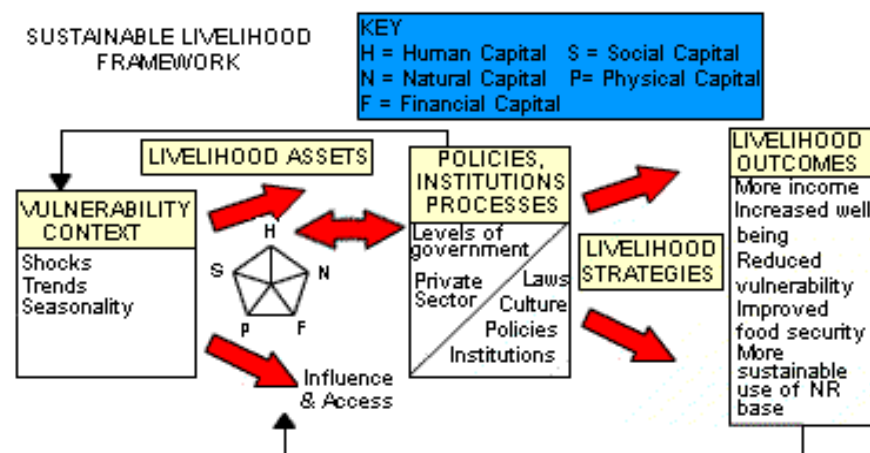 SUSTAINABLE LIVELIHOOD
FRAMEWORK
KEY
H = Human Capital S = Social Capital
N = Natural Capital P= Physical Capital
F = Financial Capital
LIVELIHOOD ASSETS
VULNERABILITY
CONTEXT
Shocks
Trends
Seasonality
H
S
N
P
F
Influence
& Access
POLICIES,
INSTITUTIONS
PROCESSES
Levels of
government
Private
Sector
Laws
Culture
Policies
Institutions
LIVELIHOOD
STRATEGIES
LIVELIHOOD
OUTCOMES
More income
Increased well
being
Reduced
vulnerability
Improved
food security
More
sustainable
use of NR
base